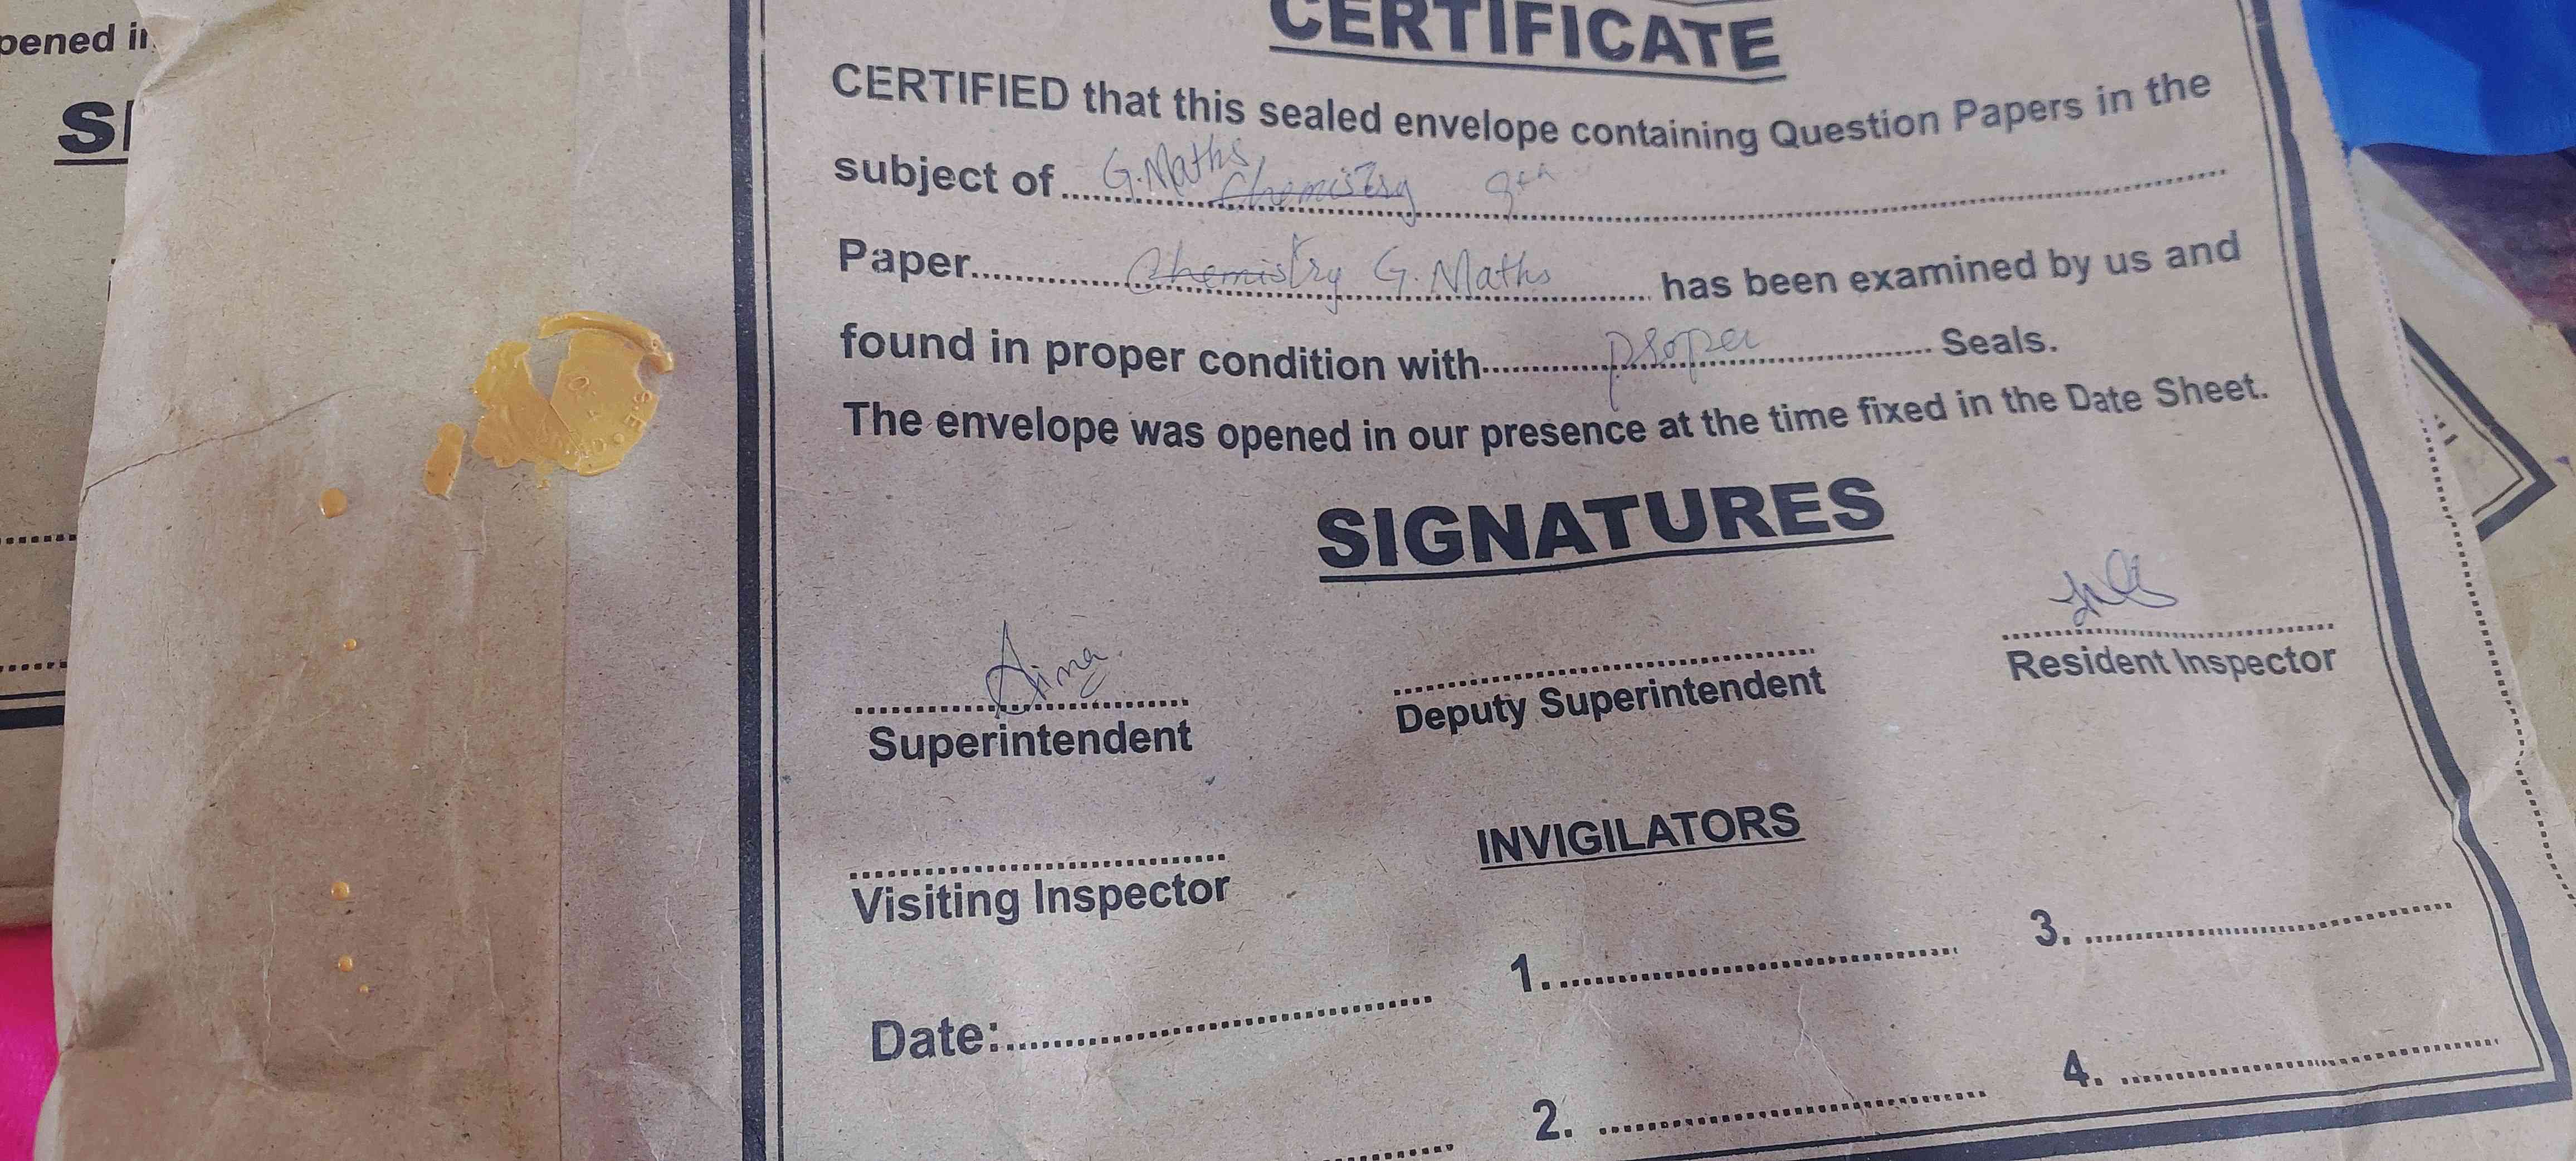 pened in
CERTIFICATE
CERTIFIED that this sealed envelope containing Question Papers in the
subject of G.Maths, Chemistry 9th
Paper Chemistry G.Maths has been examined by us and
found in proper condition with proper Seals.
The envelope was opened in our presence at the time fixed in the Date Sheet.
SIGNATURES
Superintendent
Deputy Superintendent
Resident Inspector
Visiting Inspector
INVIGILATORS
Date:
1.
2.
3.
4.